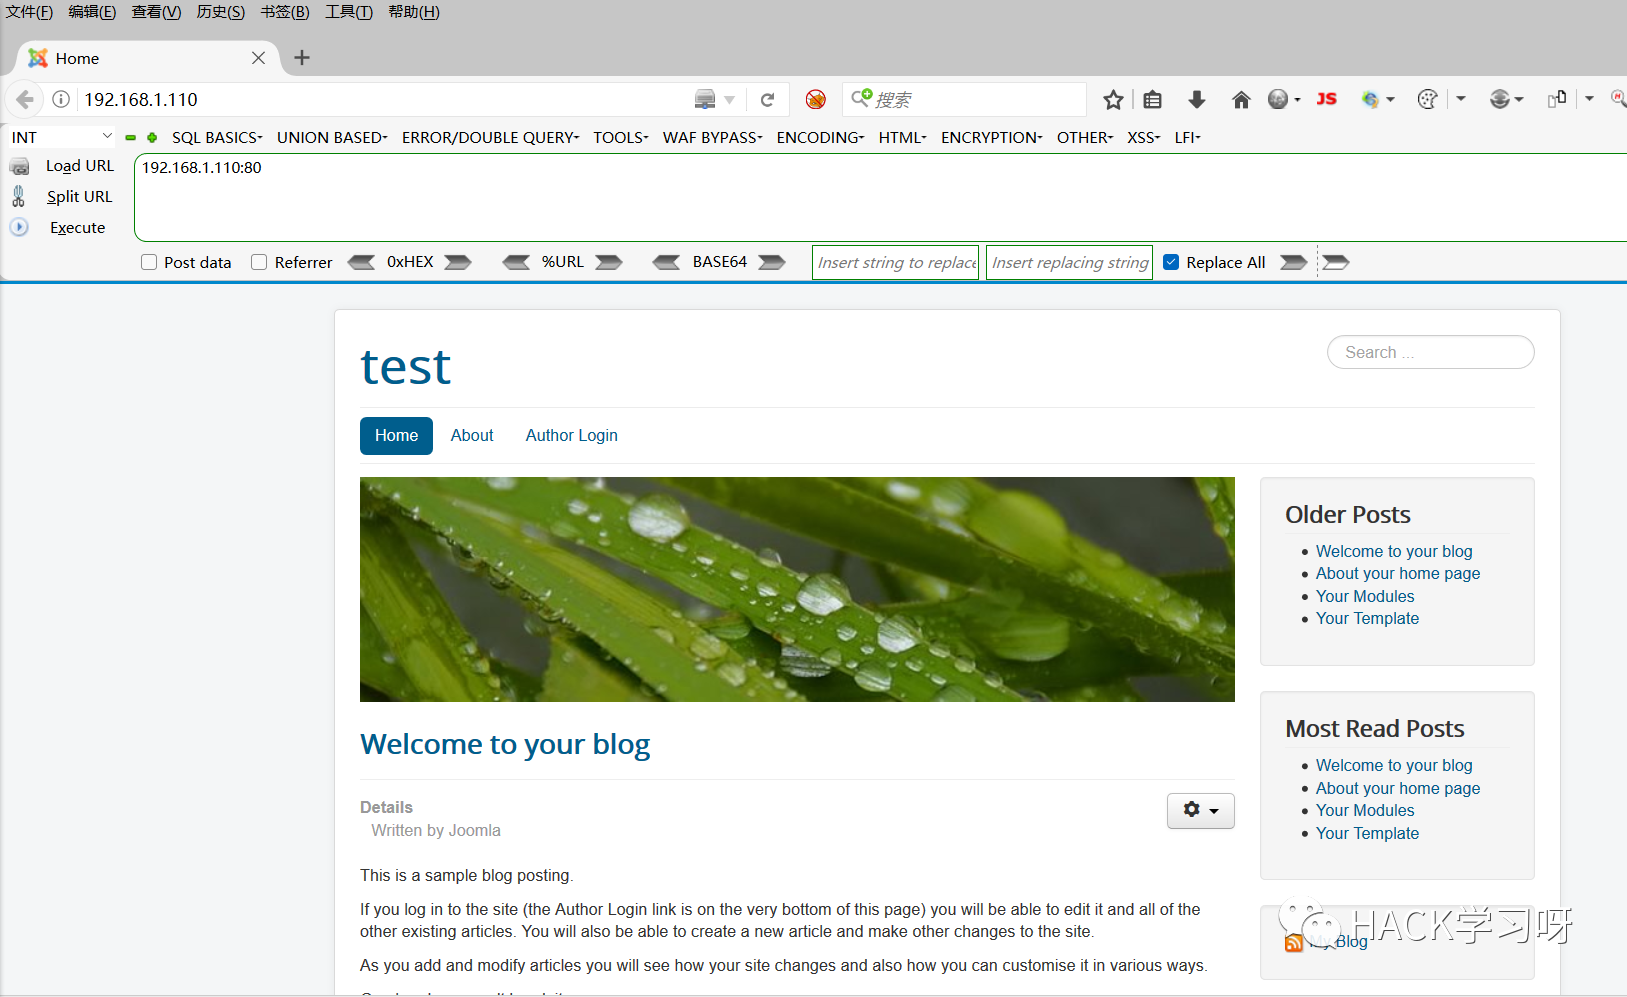 文件(F) 编辑(E) 查看(V) 历史(S) 书签(B) 工具(T) 帮助(H)
Home
192.168.1.110
搜索
JS
INT SQL BASICS UNION BASED ERROR/DOUBLE QUERY TOOLS WAF BYPASS ENCODING HTML ENCRYPTION OTHER XSS LFI
Load URL
192.168.1.110:80
Split URL
Execute
Post data Referrer 0xHEX %URL BASE64 Insert string to replace Insert replacing string Replace All
test
Search ...
Home About Author Login
Older Posts
Welcome to your blog
About your home page
Your Modules
Your Template
Most Read Posts
Welcome to your blog
About your home page
Your Modules
Your Template
My Blog
Welcome to your blog
Details
Written by Joomla
This is a sample blog posting.
If you log in to the site (the Author Login link is on the very bottom of this page) you will be able to edit it and all of the
other existing articles. You will also be able to create a new article and make other changes to the site.
As you add and modify articles you will see how your site changes and also how you can customise it in various ways.
HACK学习呀